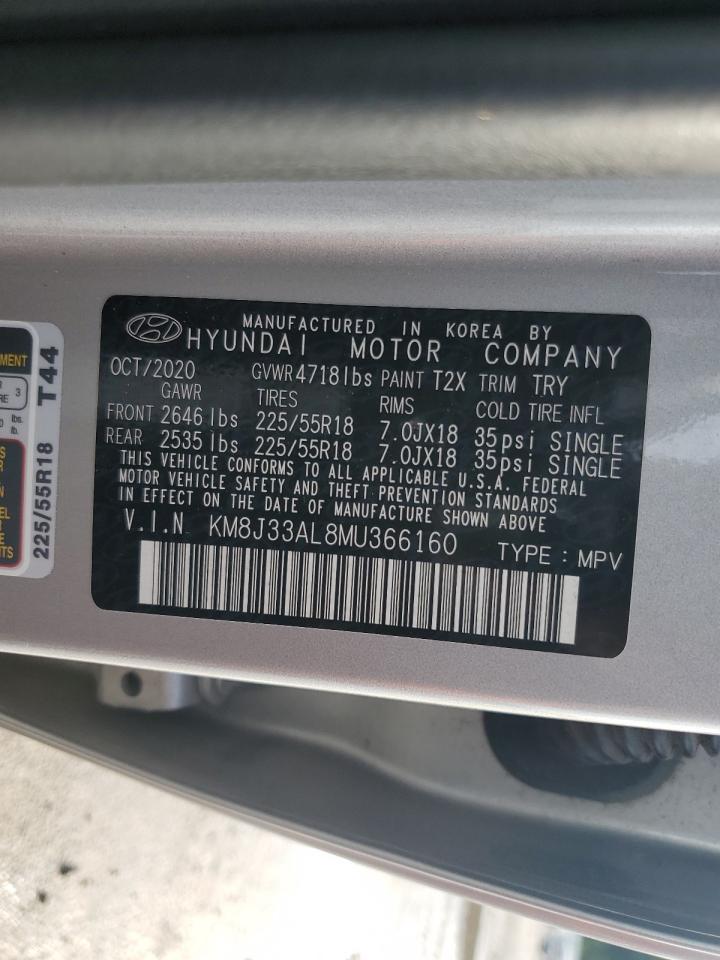 MANUFACTURED IN KOREA BY
HYUNDAI MOTOR COMPANY
OCT/2020 GVWR 4718 lbs PAINT T2X TRIM TRY
GAWR TIRES RIMS COLD TIRE INFL
FRONT 2646 lbs 225/55R18 7.0JX18 35psi SINGLE
REAR 2535 lbs 225/55R18 7.0JX18 35psi SINGLE
THIS VEHICLE CONFORMS TO ALL APPLICABLE U.S.A. FEDERAL
MOTOR VEHICLE SAFETY AND THEFT PREVENTION STANDARDS
IN EFFECT ON THE DATE OF MANUFACTURE SHOWN ABOVE
V.I.N KM8J33AL8MU366160 TYPE : MPV
225/55R18 T44